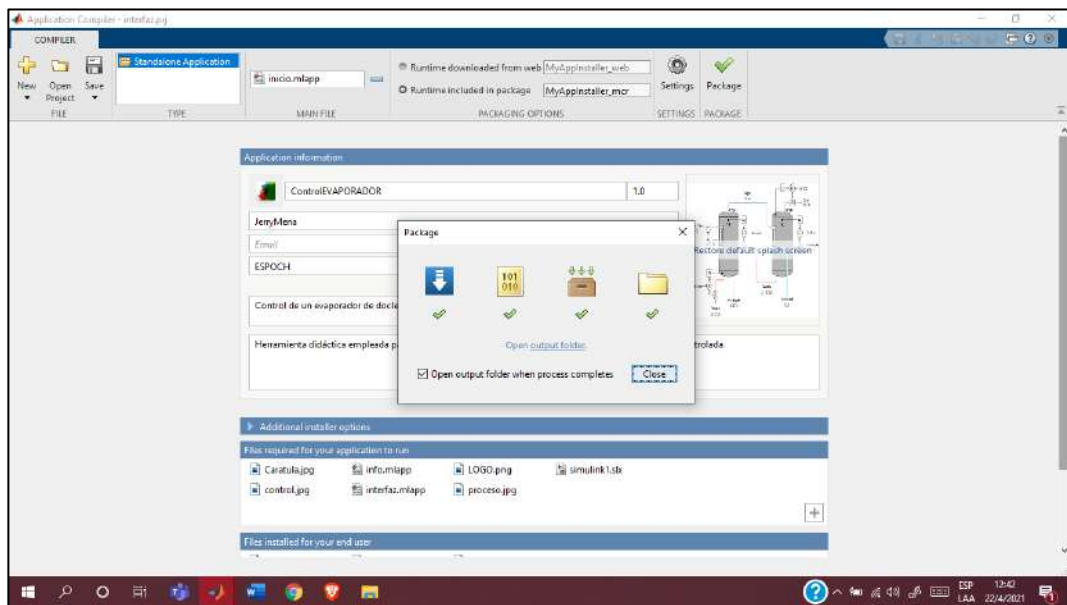 Application Compiler - interfaz.prj
COMPILER
New
Open Project
Save
FILE
Standalone Application
TYPE
inicio.mlapp
MAIN FILE
Runtime downloaded from web MyAppInstaller_web
Runtime included in package MyAppInstaller_mcr
PACKAGING OPTIONS
Settings
SETTINGS
Package
PACKAGE
Application information
ControlEVAPORADOR 1.0
JerryMena
Email
ESPOCH
Control de un evaporador de
Herramienta didáctica empleada
trolada
Restore default splash screen
Package
101
010
Open output folder
Open output folder when process completes
Close
Additional installer options
Files required for your application to run
Caratula.jpg info.mlapp LOGO.png simulink1.slx
control.jpg interfaz.mlapp proceso.jpg
Files installed for your end user
ESP
LAA
12:42
22/4/2021